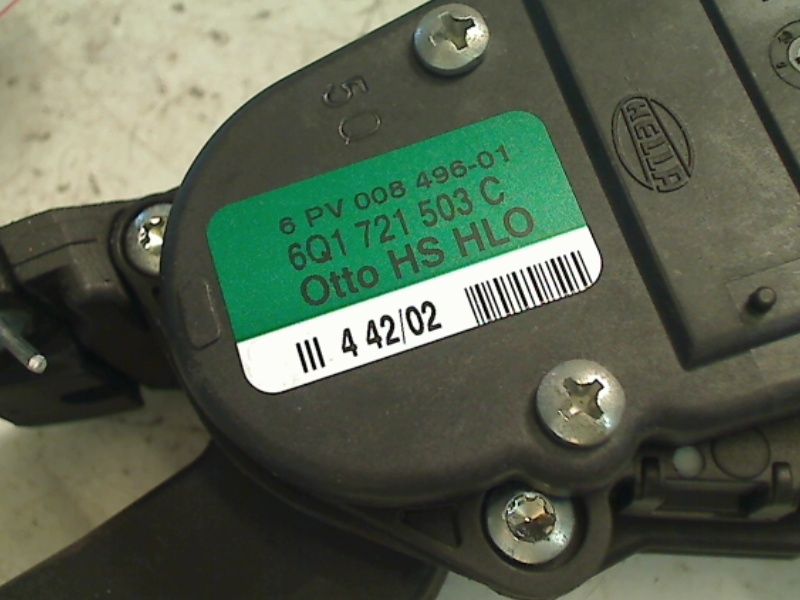 50
HELLA
6 PV 008 496-01
6Q1 721 503 C
Otto HS HLO
III 4 42/02